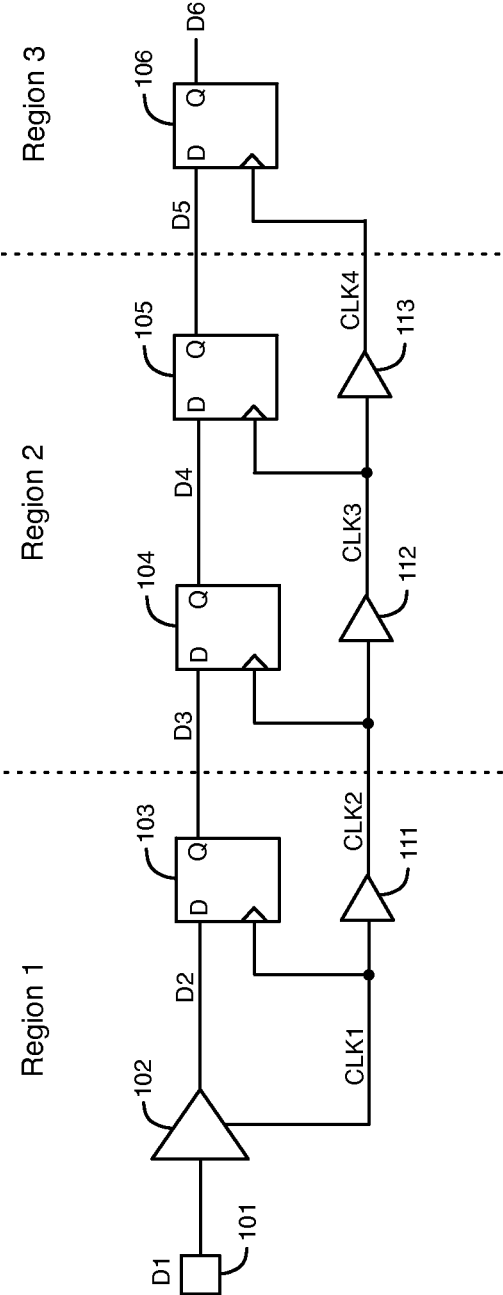 Region 1
Region 2
Region 3
102
103
104
105
106
D1
D2
D3
D4
D5
D6
D Q
D Q
D Q
D Q
101
CLK1
CLK2
CLK3
CLK4
111
112
113